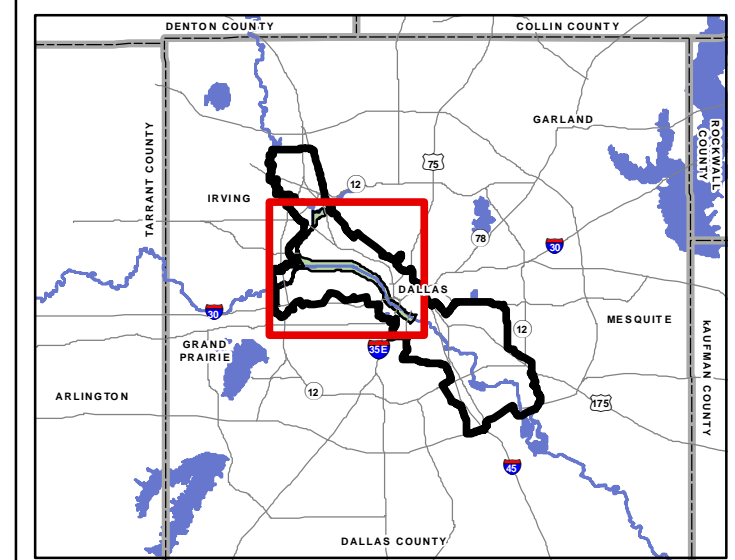 DENTON COUNTY
COLLIN COUNTY
GARLAND
TARRANT COUNTY
ROCKWALL
COUNTY
75
12
IRVING
78
30
DALLAS
30
MESQUITE
12
GRAND
PRAIRIE
35E
KAUFMAN COUNTY
12
ARLINGTON
175
45
DALLAS COUNTY